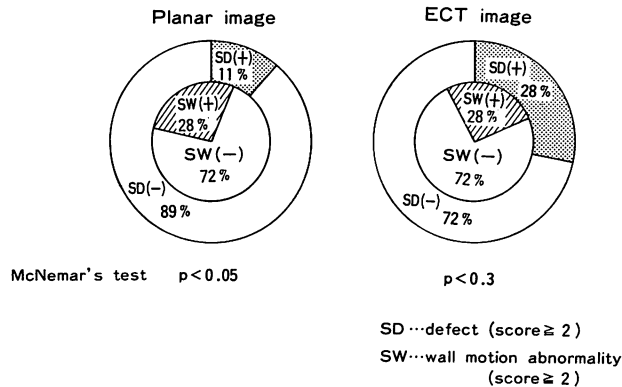 Planar image
SD(+)
11%
SW(+)
28%
SW(−)
72%
SD(−)
89%
ECT image
SD(+)
28%
SW(+)
28%
SW(−)
72%
SD(−)
72%
McNemar's test p<0.05 p<0.3
SD…defect (score≧2)
SW…wall motion abnormality
(score≧2)